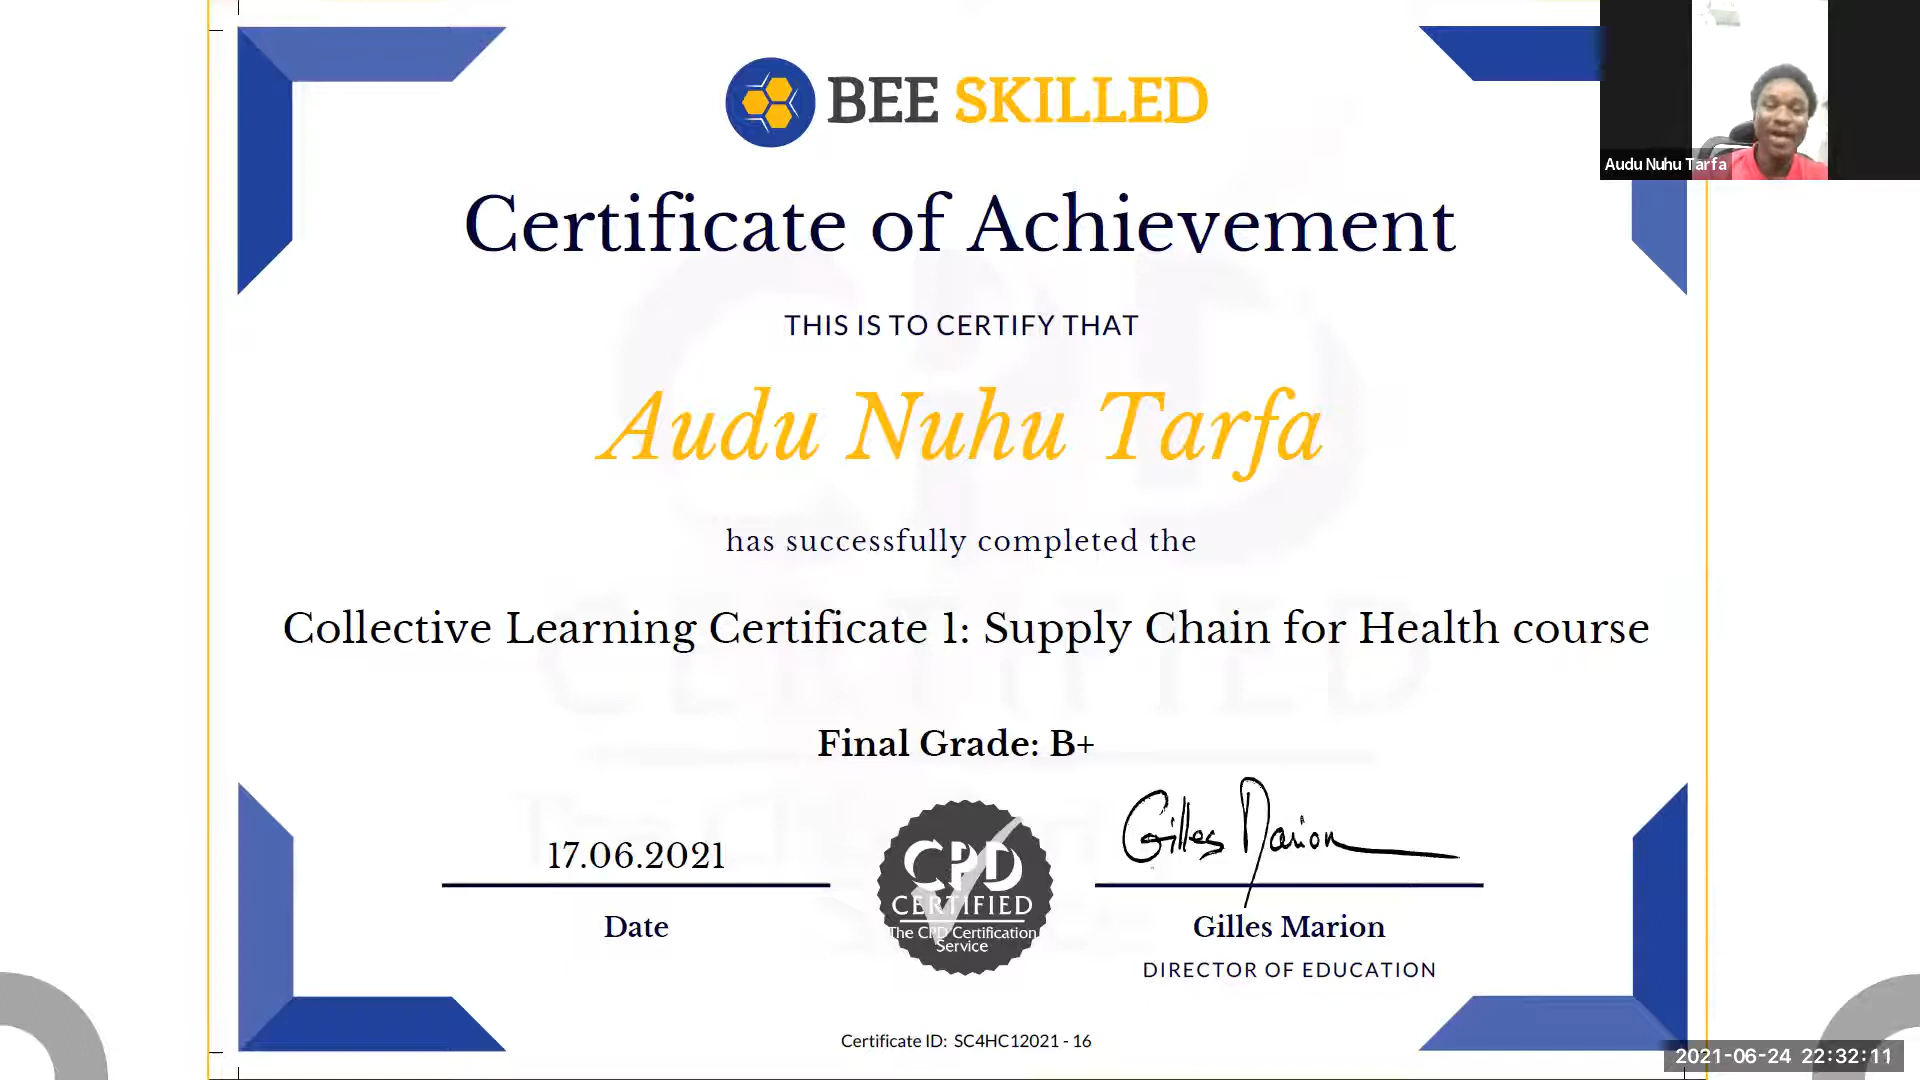 BEE SKILLED
Audu Nuhu Tarfa
Certificate of Achievement
THIS IS TO CERTIFY THAT
Audu Nuhu Tarfa
has successfully completed the
Collective Learning Certificate 1: Supply Chain for Health course
Final Grade: B+
17.06.2021
Date
CPD
CERTIFIED
The CPD Certification
Service
Gilles Marion
Gilles Marion
DIRECTOR OF EDUCATION
Certificate ID: SC4HC12021 - 16
2021-06-24 22:32:11